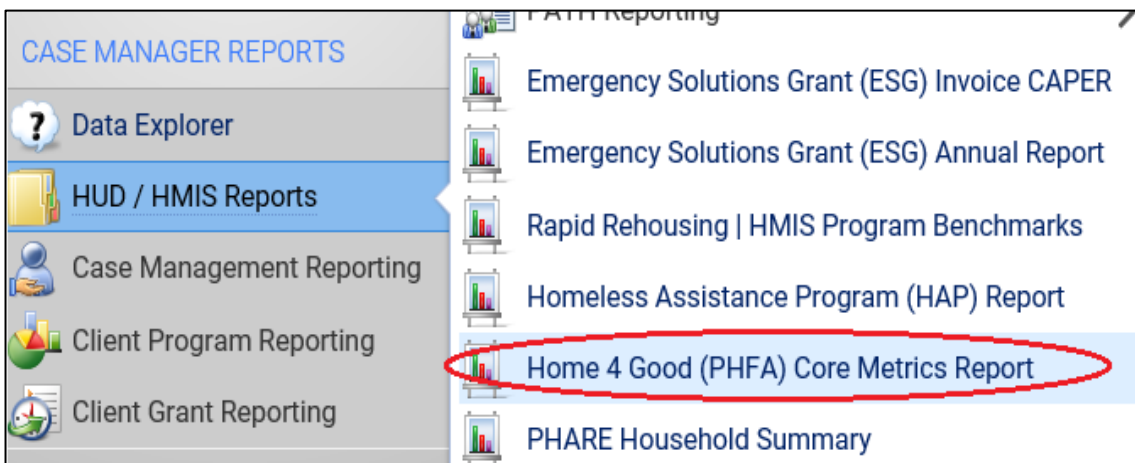 CASE MANAGER REPORTS
Data Explorer
HUD / HMIS Reports
Case Management Reporting
Client Program Reporting
Client Grant Reporting
PATH Reporting
Emergency Solutions Grant (ESG) Invoice CAPER
Emergency Solutions Grant (ESG) Annual Report
Rapid Rehousing | HMIS Program Benchmarks
Homeless Assistance Program (HAP) Report
Home 4 Good (PHFA) Core Metrics Report
PHARE Household Summary